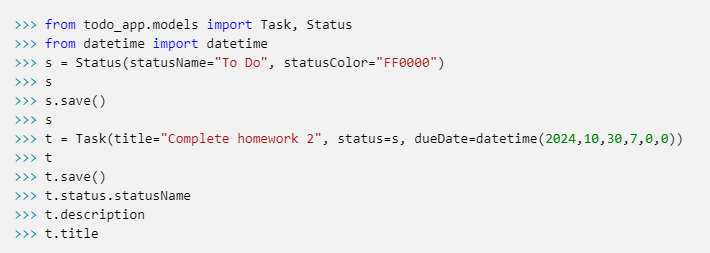 >>> from todo_app.models import Task, Status
>>> from datetime import datetime
>>> s = Status(statusName="To Do", statusColor="FF0000")
>>> s
>>> s.save()
>>> s
>>> t = Task(title="Complete homework 2", status=s, dueDate=datetime(2024,10,30,7,0,0))
>>> t
>>> t.save()
>>> t.status.statusName
>>> t.description
>>> t.title